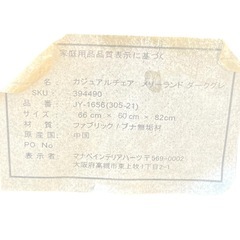 家庭用品品質表示に基づく
名 称 : カジュアルチェア メリーランド ダークグレ
SKU : 394490
品 番 : JY-1656(305-21)
サイズ : 66cm × 60cm × 82cm
材 質 : ファブリック/ブナ無垢材
原 産 国 : 中国
PO No
表 示 者 : マナベインテリアハーツ 〒569-0002
大阪府高槻市東上牧1丁目2-1